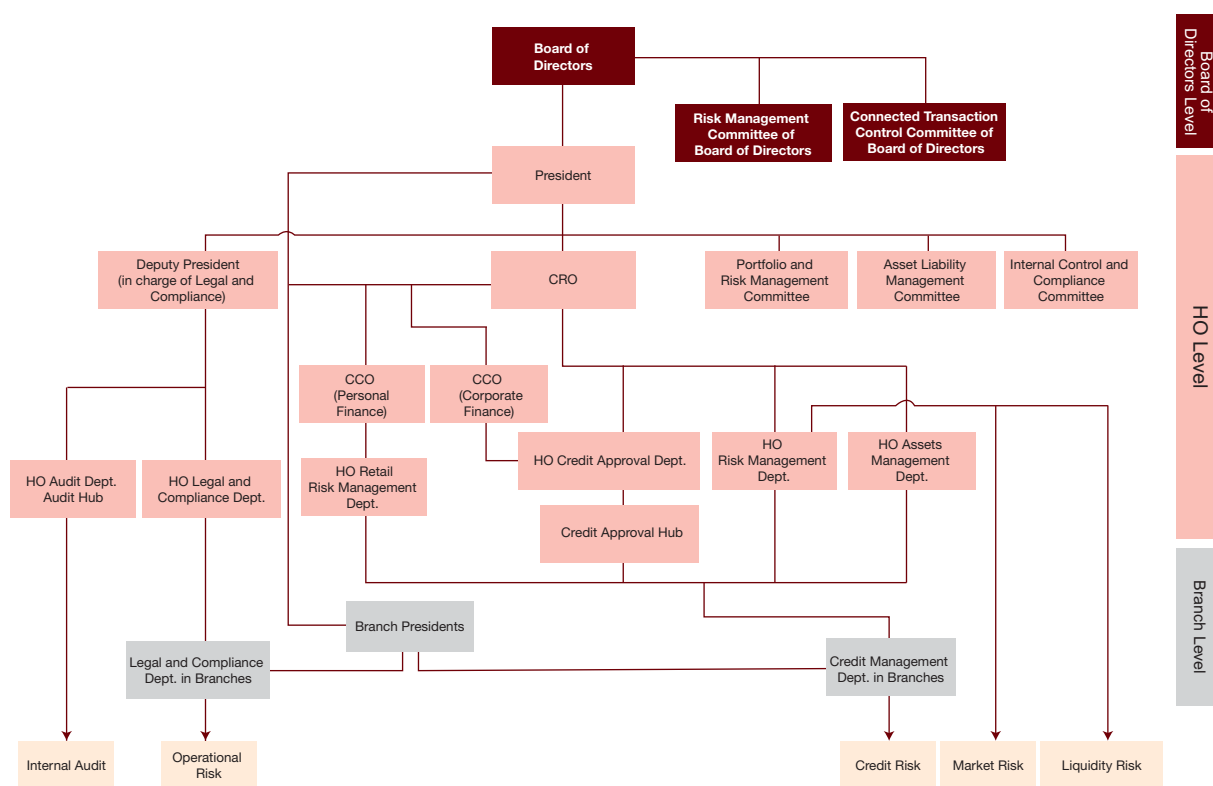 Board of
Directors
Risk Management
Committee of
Board of Directors
Connected Transaction
Control Committee of
Board of Directors
Board of
Directors Level
President
Deputy President
(in charge of Legal and
Compliance)
CRO
Portfolio and
Risk Management
Committee
Asset Liability
Management
Committee
Internal Control and
Compliance
Committee
HO Level
CCO
(Personal
Finance)
CCO
(Corporate
Finance)
HO Audit Dept.
Audit Hub
HO Legal and
Compliance Dept.
HO Retail
Risk Management
Dept.
HO Credit Approval Dept.
HO
Risk Management
Dept.
HO Assets
Management
Dept.
Credit Approval Hub
Branch Presidents
Legal and Compliance
Dept. in Branches
Credit Management
Dept. in Branches
Branch Level
Internal Audit
Operational
Risk
Credit Risk
Market Risk
Liquidity Risk